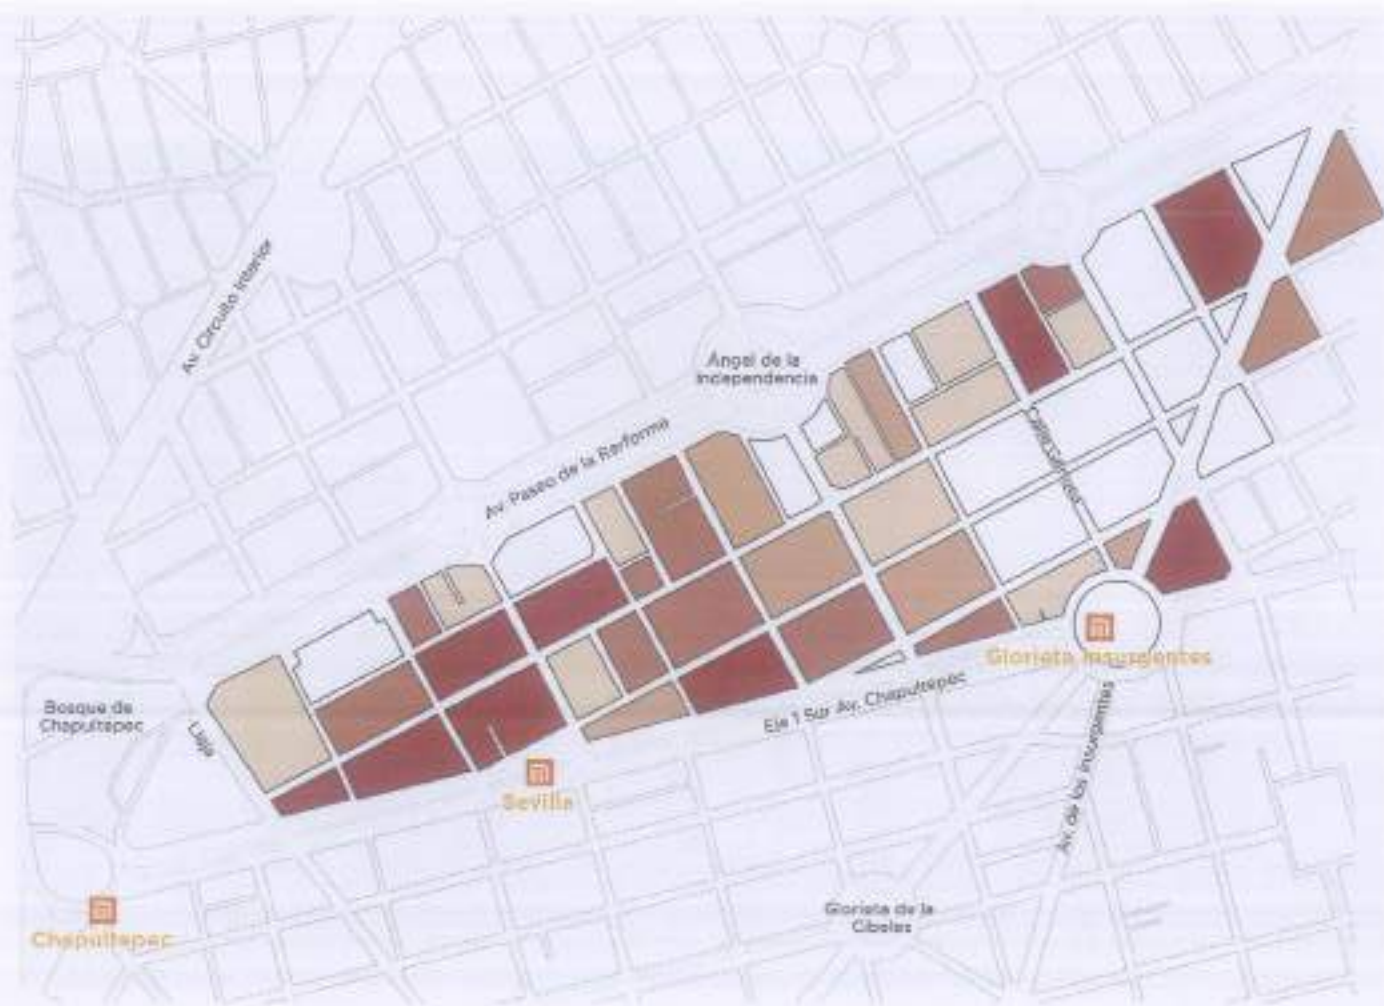 Av. Circuito Interior
Ángel de la
Independencia
Av. Paseo de la Rerforma
Glorieta Insurgentes
Bosque de
Chapultepec
Lieja
Eje 1 Sur Av. Chapultepec
Sevilla
Av. de los Insurgentes
Glorieta de la
Cibeles
Chapultepec